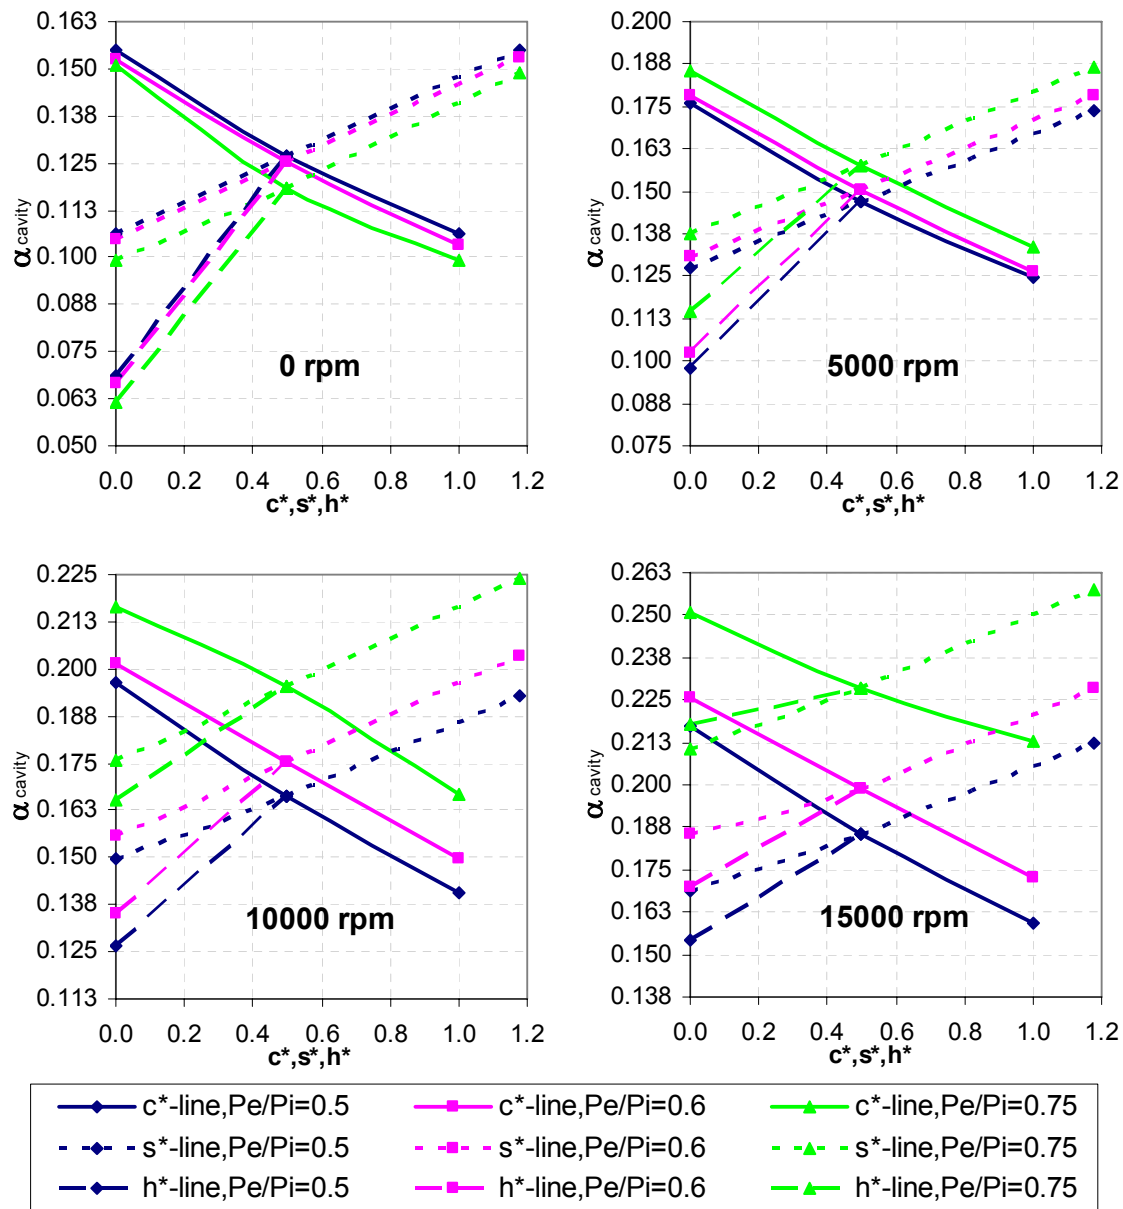 0.163
0.150
0.138
0.125
0.113
0.100
0.088
0.075
0.063
0.050
α cavity
0 rpm
0.0 0.2 0.4 0.6 0.8 1.0 1.2
c*,s*,h*
0.200
0.188
0.175
0.163
0.150
0.138
0.125
0.113
0.100
0.088
0.075
α cavity
5000 rpm
0.0 0.2 0.4 0.6 0.8 1.0 1.2
c*,s*,h*
0.225
0.213
0.200
0.188
0.175
0.163
0.150
0.138
0.125
0.113
α cavity
10000 rpm
0.0 0.2 0.4 0.6 0.8 1.0 1.2
c*,s*,h*
0.263
0.250
0.238
0.225
0.213
0.200
0.188
0.175
0.163
0.150
0.138
α cavity
15000 rpm
0.0 0.2 0.4 0.6 0.8 1.0 1.2
c*,s*,h*
c*-line,Pe/Pi=0.5 c*-line,Pe/Pi=0.6 c*-line,Pe/Pi=0.75
s*-line,Pe/Pi=0.5 s*-line,Pe/Pi=0.6 s*-line,Pe/Pi=0.75
h*-line,Pe/Pi=0.5 h*-line,Pe/Pi=0.6 h*-line,Pe/Pi=0.75